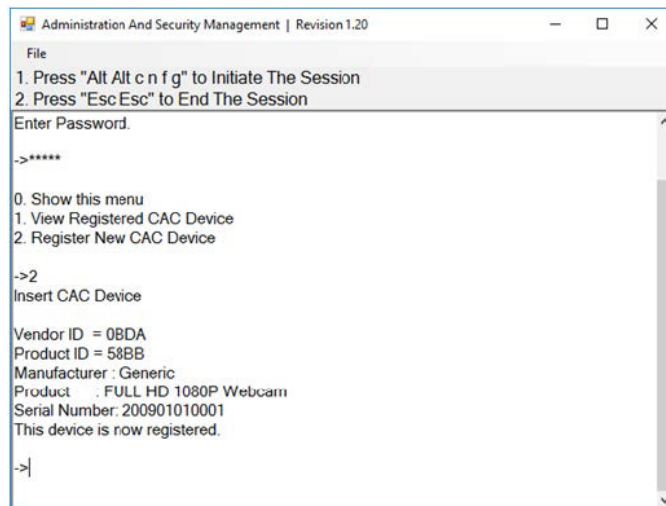 Administration And Security Management | Revision 1.20
File
1. Press "Alt Alt c n f g" to Initiate The Session
2. Press "Esc Esc" to End The Session
Enter Password.
->*****
0. Show this menu
1. View Registered CAC Device
2. Register New CAC Device
->2
Insert CAC Device
Vendor ID = 0BDA
Product ID = 58BB
Manufacturer : Generic
Product : FULL HD 1080P Webcam
Serial Number: 200901010001
This device is now registered.
->